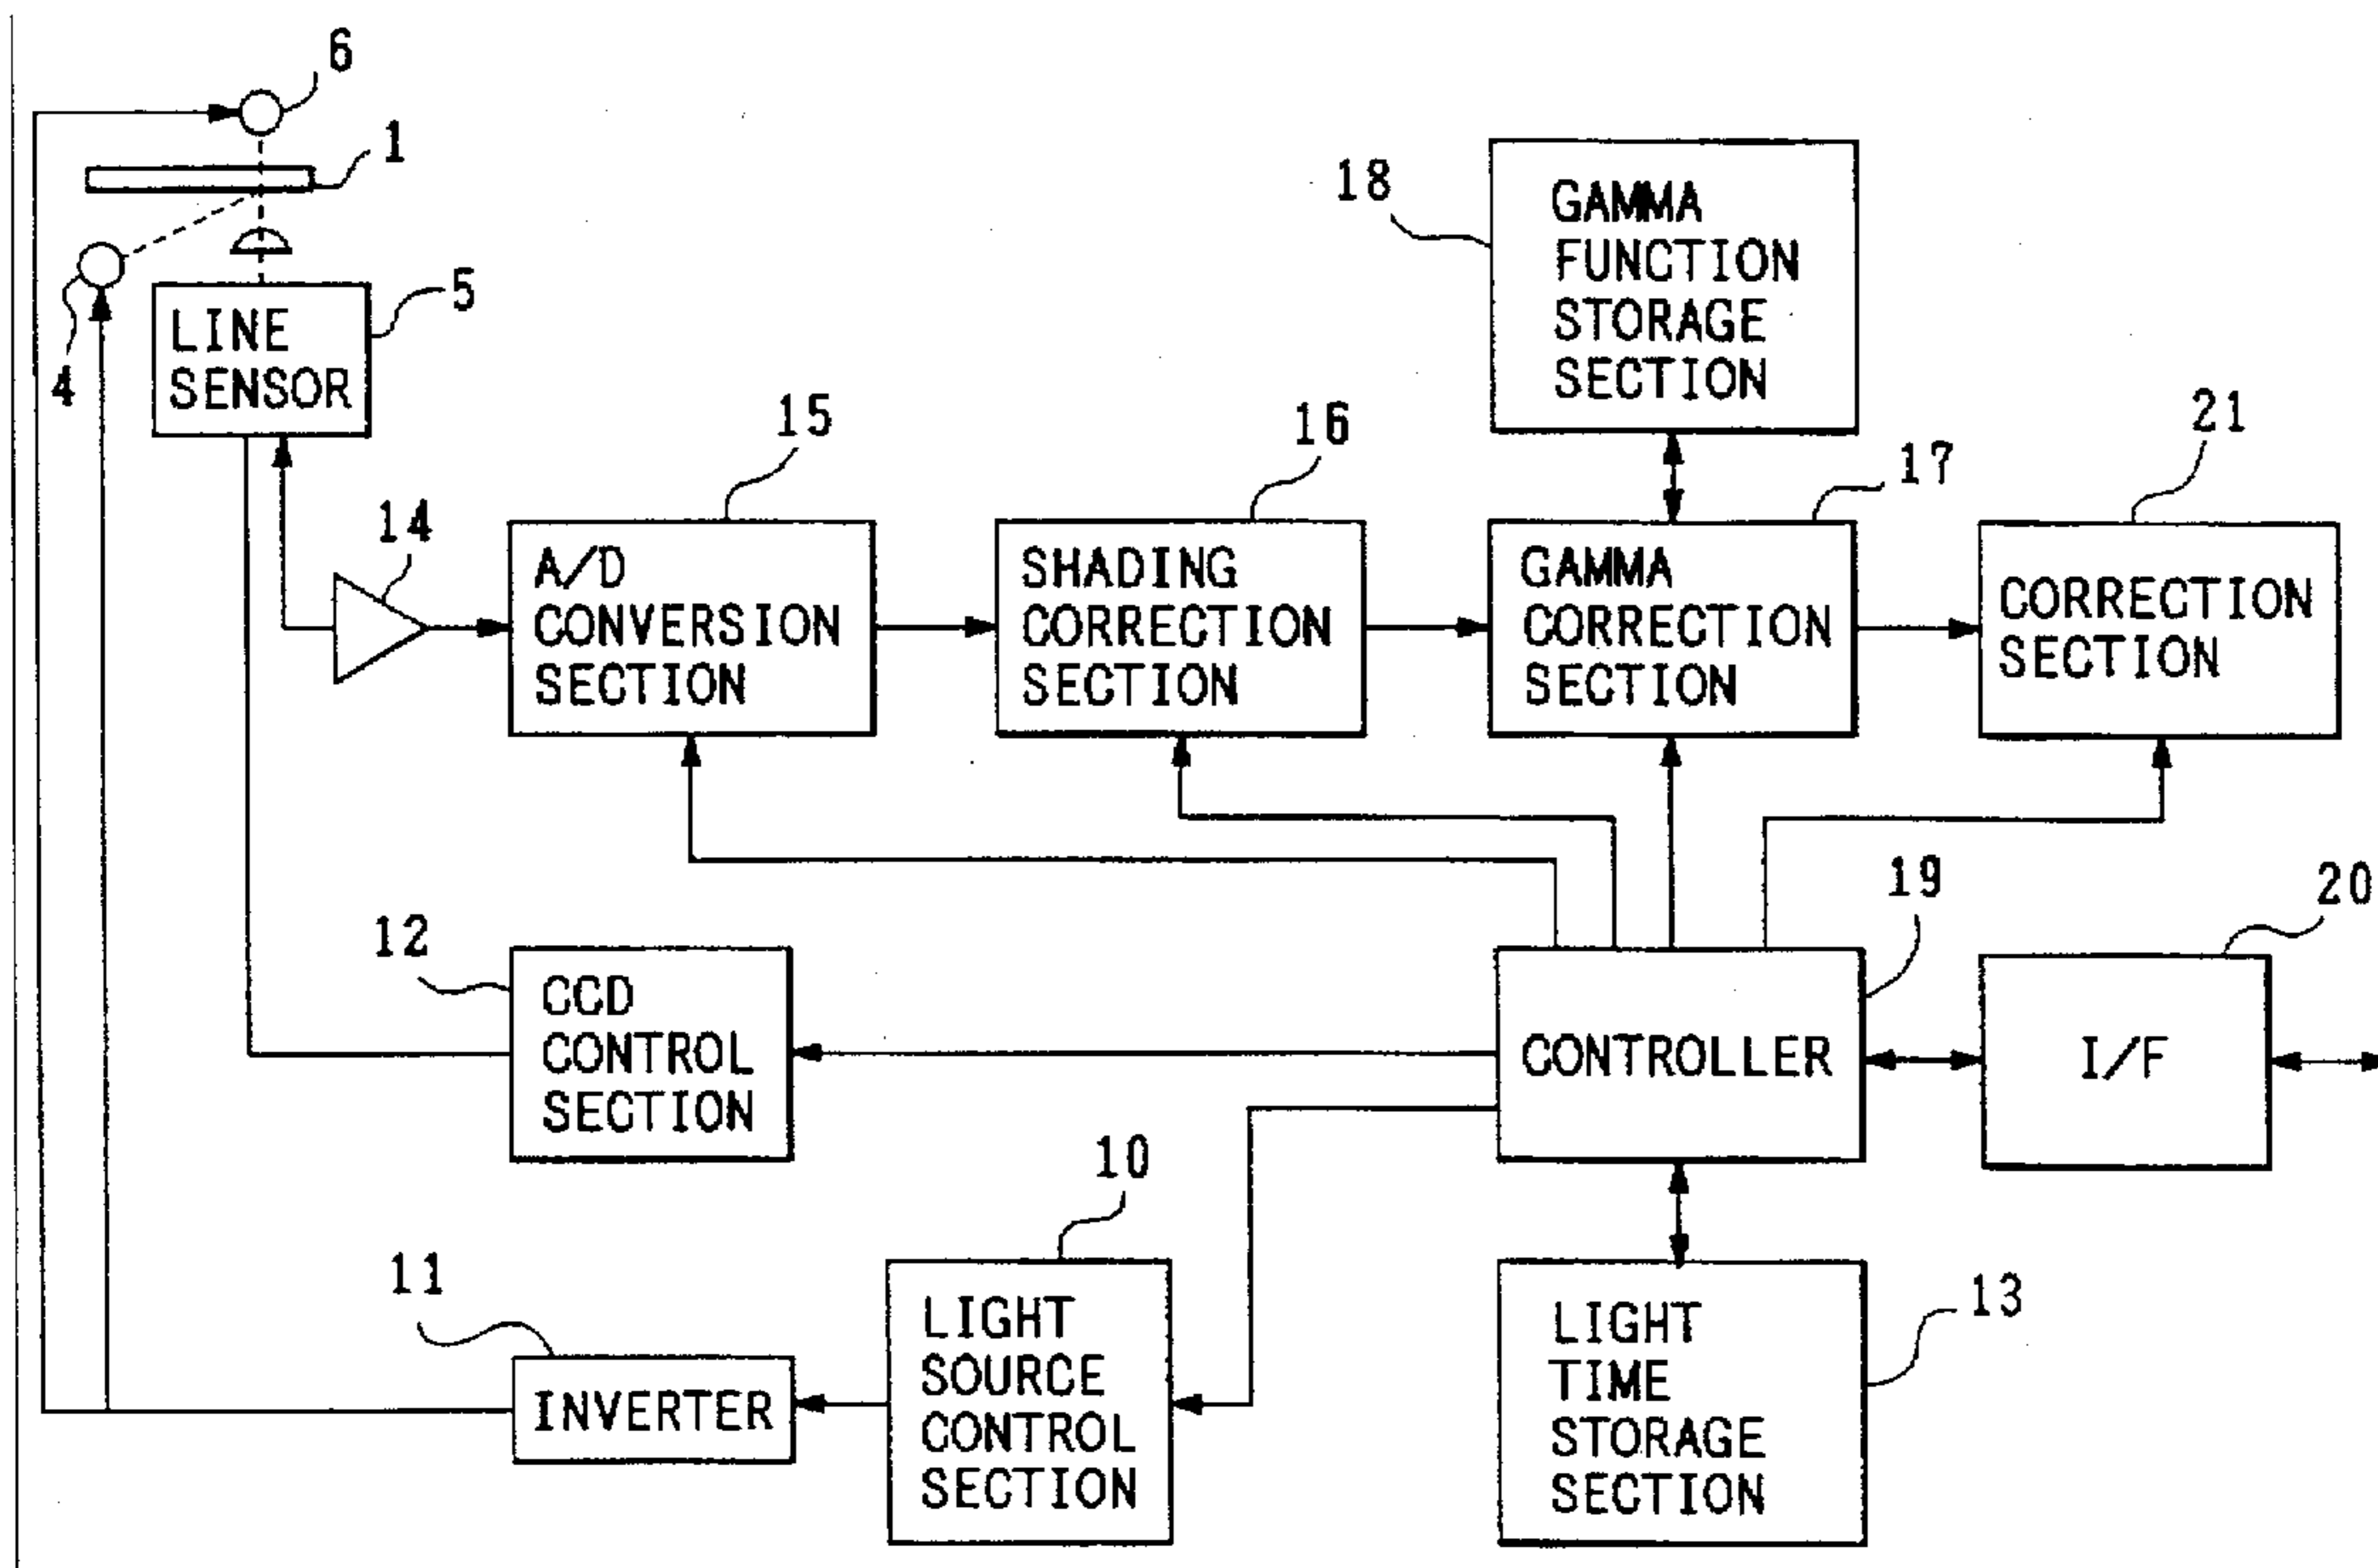 6
1
4
LINE
SENSOR
5
18
GAMMA
FUNCTION
STORAGE
SECTION
14
15
A/D
CONVERSION
SECTION
16
SHADING
CORRECTION
SECTION
17
GAMMA
CORRECTION
SECTION
21
CORRECTION
SECTION
12
CCD
CONTROL
SECTION
19
CONTROLLER
20
I/F
11
INVERTER
10
LIGHT
SOURCE
CONTROL
SECTION
13
LIGHT
TIME
STORAGE
SECTION